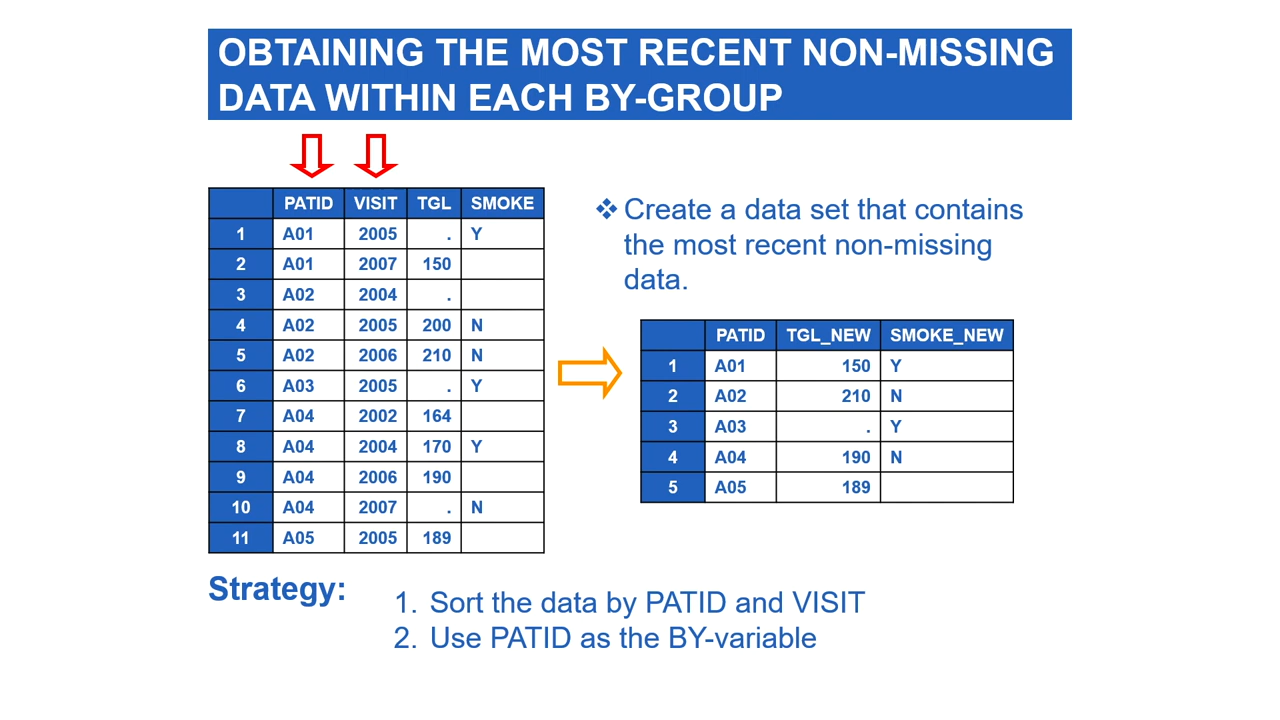 OBTAINING THE MOST RECENT NON-MISSING
DATA WITHIN EACH BY-GROUP
PATID VISIT TGL SMOKE
1 A01 2005 . Y
2 A01 2007 150
3 A02 2004 .
4 A02 2005 200 N
5 A02 2006 210 N
6 A03 2005 . Y
7 A04 2002 164
8 A04 2004 170 Y
9 A04 2006 190
10 A04 2007 . N
11 A05 2005 189
❖ Create a data set that contains
the most recent non-missing
data.
PATID TGL_NEW SMOKE_NEW
1 A01 150 Y
2 A02 210 N
3 A03 . Y
4 A04 190 N
5 A05 189
Strategy:
1. Sort the data by PATID and VISIT
2. Use PATID as the BY-variable